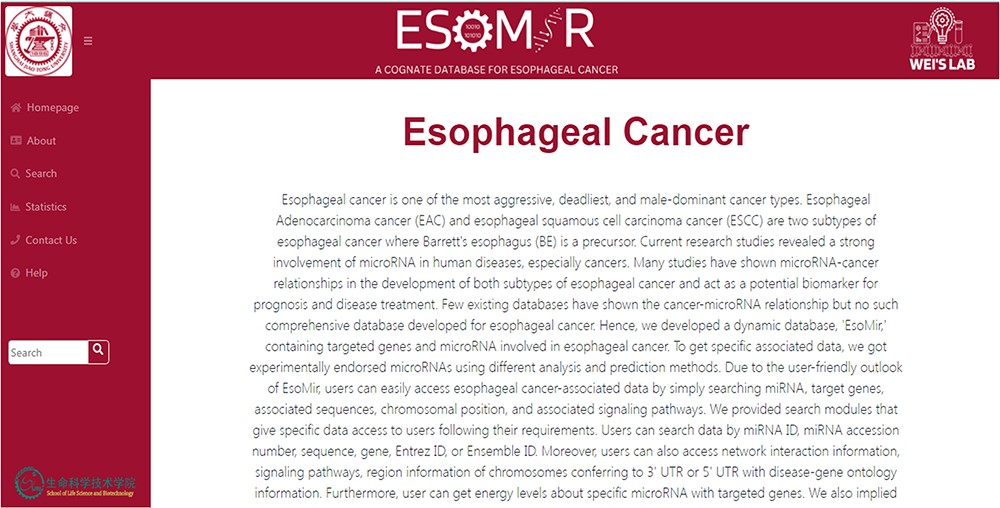 ESOMIR
10010
101010
A COGNATE DATABASE FOR ESOPHAGEAL CANCER
WEI'S LAB
SHANGHAI JIAO TONG UNIVERSITY
Homepage
About
Search
Statistics
Contact Us
Help
Search
生命科学技术学院
School of Life Science and Biotechnology
Esophageal Cancer
Esophageal cancer is one of the most aggressive, deadliest, and male-dominant cancer types. Esophageal
Adenocarcinoma cancer (EAC) and esophageal squamous cell carcinoma cancer (ESCC) are two subtypes of
esophageal cancer where Barrett's esophagus (BE) is a precursor. Current research studies revealed a strong
involvement of microRNA in human diseases, especially cancers. Many studies have shown microRNA-cancer
relationships in the development of both subtypes of esophageal cancer and act as a potential biomarker for
prognosis and disease treatment. Few existing databases have shown the cancer-microRNA relationship but no such
comprehensive database developed for esophageal cancer. Hence, we developed a dynamic database, 'EsoMir,'
containing targeted genes and microRNA involved in esophageal cancer. To get specific associated data, we got
experimentally endorsed microRNAs using different analysis and prediction methods. Due to the user-friendly outlook
of EsoMir, users can easily access esophageal cancer-associated data by simply searching miRNA, target genes,
associated sequences, chromosomal position, and associated signaling pathways. We provided search modules that
give specific data access to users following their requirements. Users can search data by miRNA ID, miRNA accession
number, sequence, gene, Entrez ID, or Ensemble ID. Moreover, users can also access network interaction information,
signaling pathways, region information of chromosomes conferring to 3' UTR or 5' UTR with disease-gene ontology
information. Furthermore, user can get energy levels about specific microRNA with targeted genes. We also implied